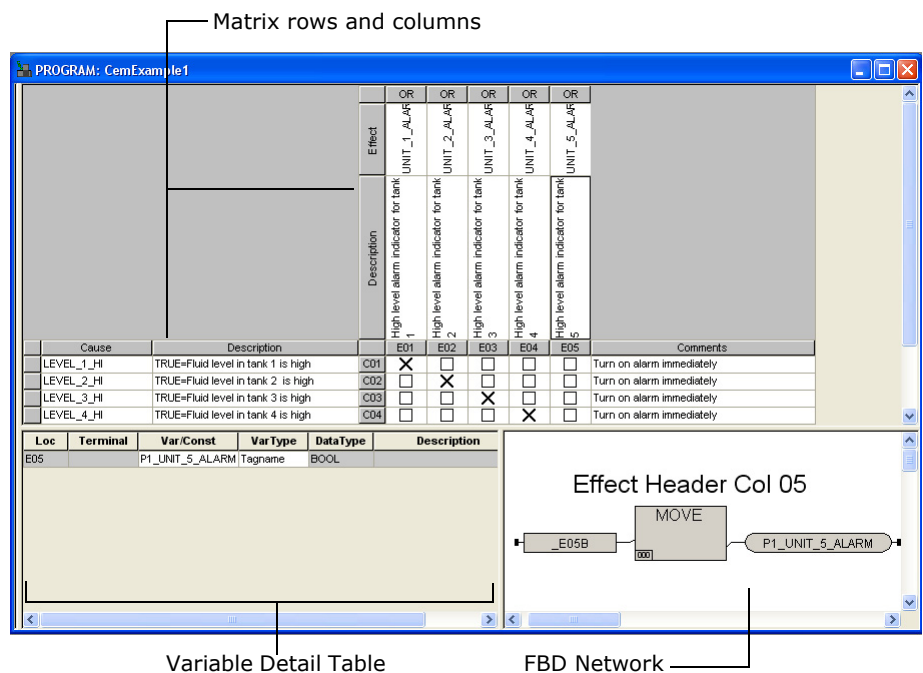 Matrix rows and columns
PROGRAM: CemExample1
OR OR OR OR OR
Effect
UNIT_1_ALAR
UNIT_2_ALAR
UNIT_3_ALAR
UNIT_4_ALAR
UNIT_5_ALAR
Description
High level alarm indicator for tank
1
High level alarm indicator for tank
2
High level alarm indicator for tank
3
High level alarm indicator for tank
4
High level alarm indicator for tank
5
Cause Description E01 E02 E03 E04 E05 Comments
LEVEL_1_HI TRUE=Fluid level in tank 1 is high C01 Turn on alarm immediately
LEVEL_2_HI TRUE=Fluid level in tank 2 is high C02 Turn on alarm immediately
LEVEL_3_HI TRUE=Fluid level in tank 3 is high C03 Turn on alarm immediately
LEVEL_4_HI TRUE=Fluid level in tank 4 is high C04 Turn on alarm immediately
Loc Terminal Var/Const VarType DataType Description
E05 P1_UNIT_5_ALARM Tagname BOOL
Effect Header Col 05
MOVE
_E05B
000
P1_UNIT_5_ALARM
Variable Detail Table
FBD Network